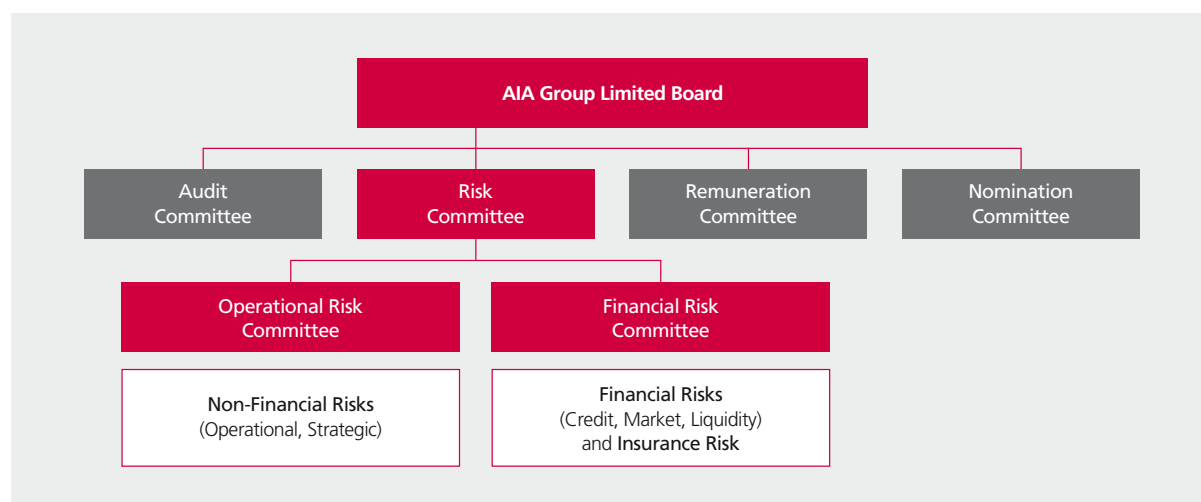 AIA Group Limited Board
Audit
Committee
Risk
Committee
Remuneration
Committee
Nomination
Committee
Operational Risk
Committee
Financial Risk
Committee
Non-Financial Risks
(Operational, Strategic)
Financial Risks
(Credit, Market, Liquidity)
and Insurance Risk